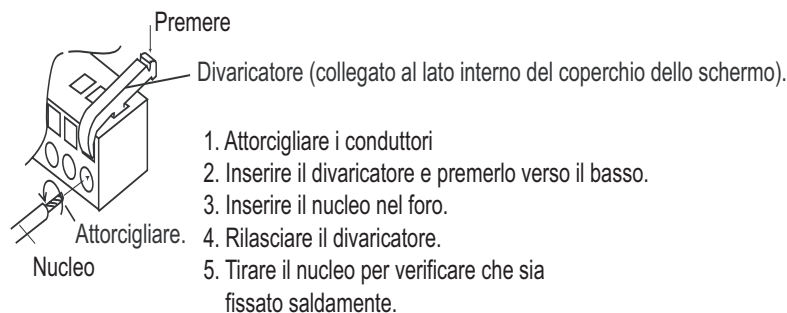 Premere
Divaricatore (collegato al lato interno del coperchio dello schermo).
1. Attorcigliare i conduttori
2. Inserire il divaricatore e premerlo verso il basso.
3. Inserire il nucleo nel foro.
Attorcigliare.
4. Rilasciare il divaricatore.
Nucleo
5. Tirare il nucleo per verificare che sia
fissato saldamente.